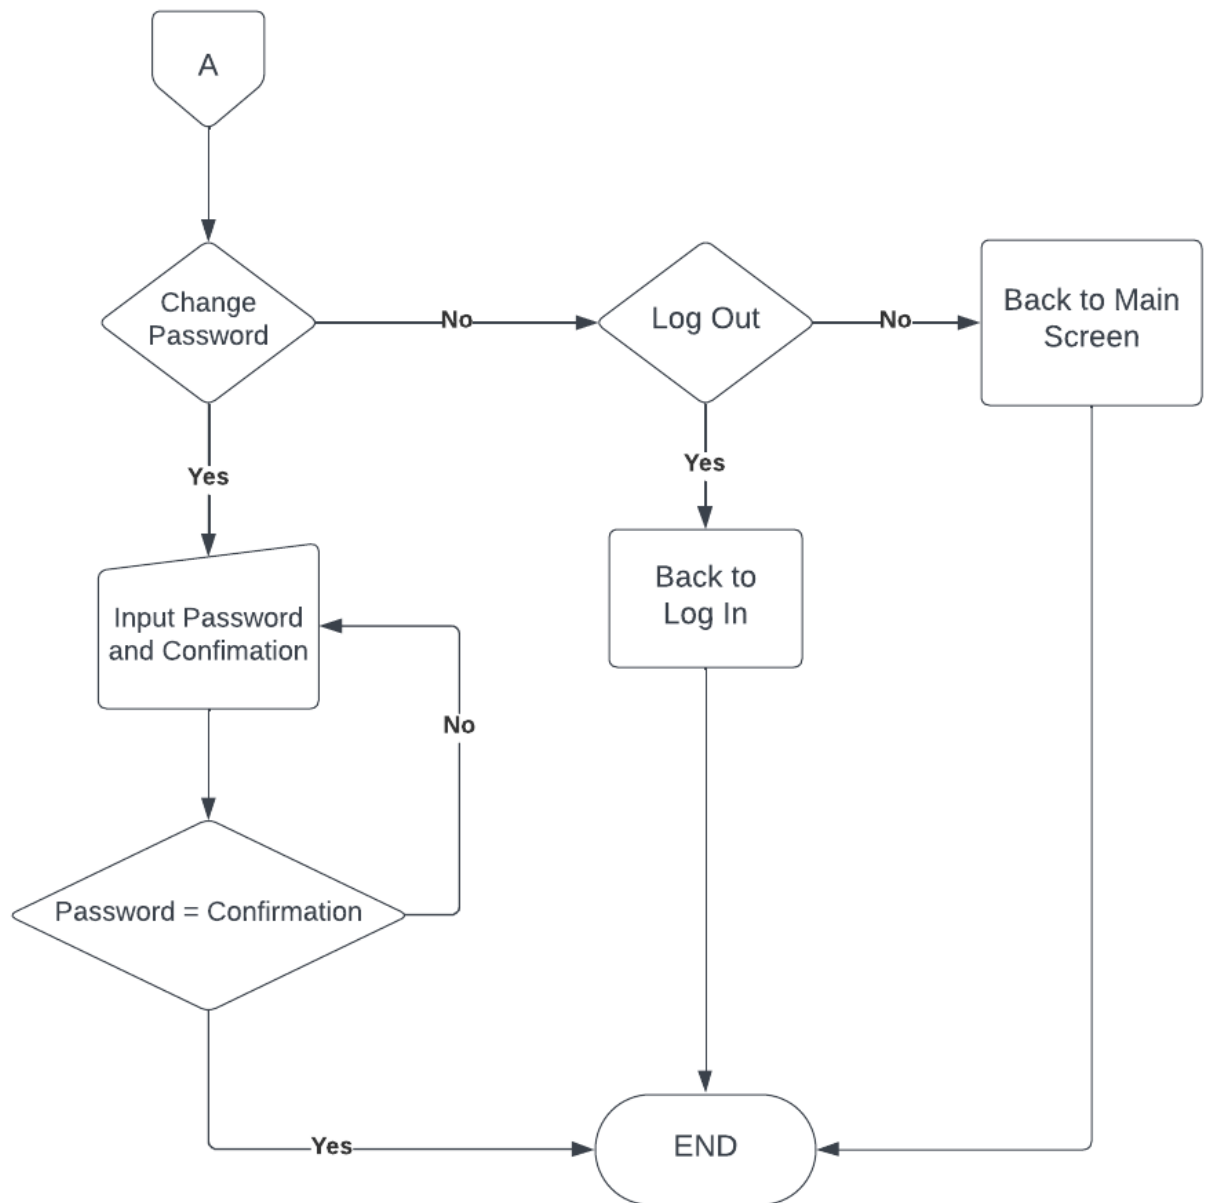 A
Change
Password
No
Log Out
No
Back to Main
Screen
Yes
Yes
Back to
Log In
Input Password
and Confimation
No
Password = Confirmation
Yes
END